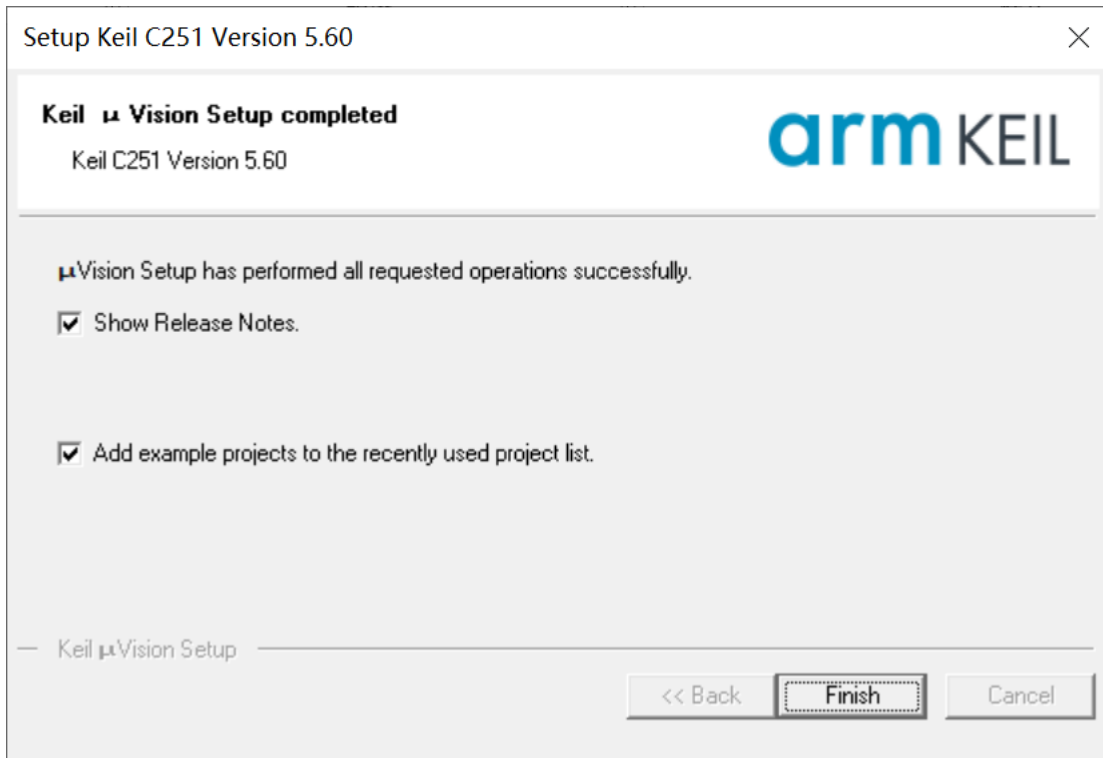 Setup Keil C251 Version 5.60
Keil μ Vision Setup completed
Keil C251 Version 5.60
arm KEIL
μVision Setup has performed all requested operations successfully.
Show Release Notes.
Add example projects to the recently used project list.
Keil μVision Setup
<< Back
Finish
Cancel